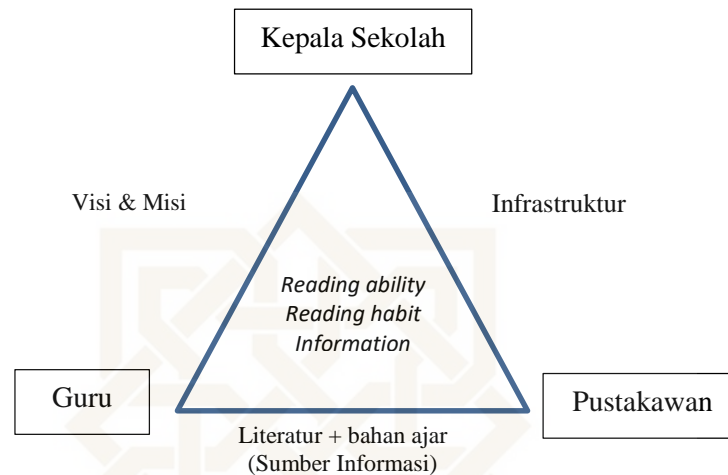 Kepala Sekolah
Visi & Misi
Infrastruktur
Reading ability
Reading habit
Information
Guru
Pustakawan
Literatur + bahan ajar
(Sumber Informasi)